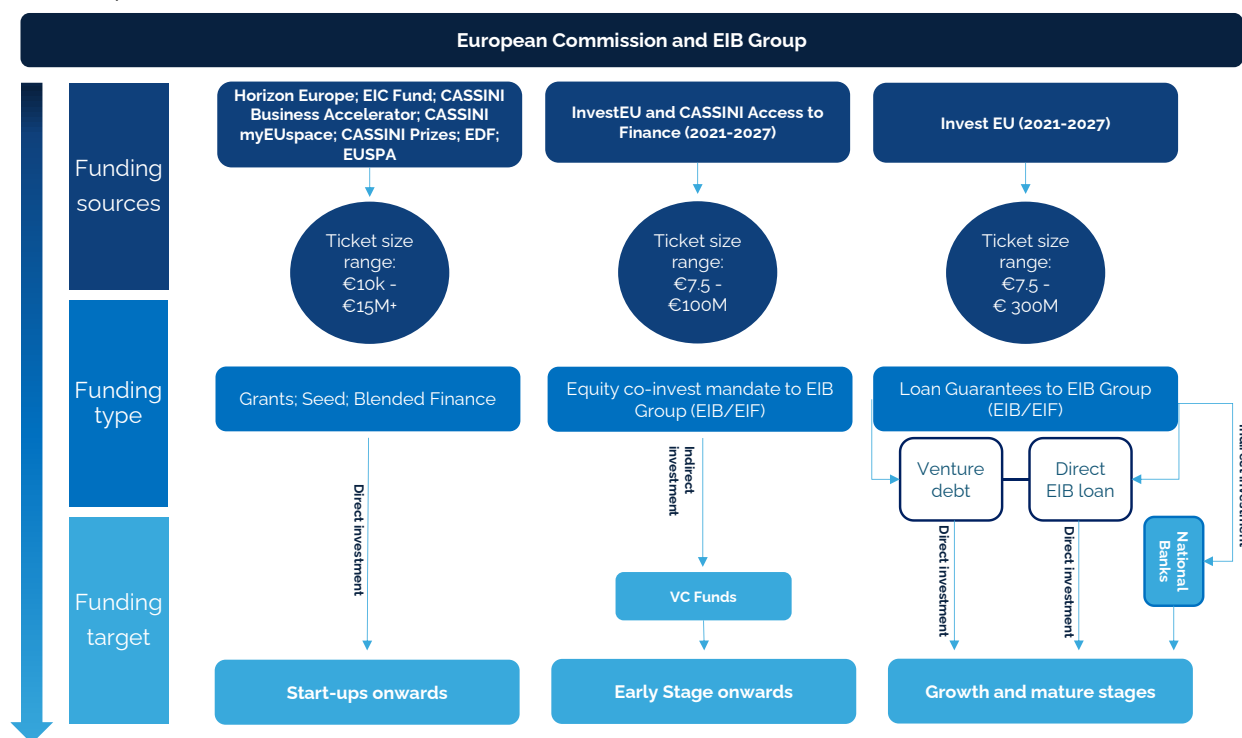 European Commission and EIB Group
Funding
sources
Horizon Europe; EIC Fund; CASSINI
Business Accelerator; CASSINI
myEUspace; CASSINI Prizes; EDF;
EUSPA
InvestEU and CASSINI Access to
Finance (2021-2027)
Invest EU (2021-2027)
Ticket size
range:
€10k -
€15M+
Ticket size
range:
€7.5 -
€100M
Ticket size
range:
€7.5 -
€ 300M
Funding
type
Grants; Seed; Blended Finance
Equity co-invest mandate to EIB
Group (EIB/EIF)
Loan Guarantees to EIB Group
(EIB/EIF)
Venture
debt
Direct
EIB loan
Direct investment
Indirect
investment
Direct investment
Direct investment
National
Banks
Funding
target
VC Funds
Start-ups onwards
Early Stage onwards
Growth and mature stages